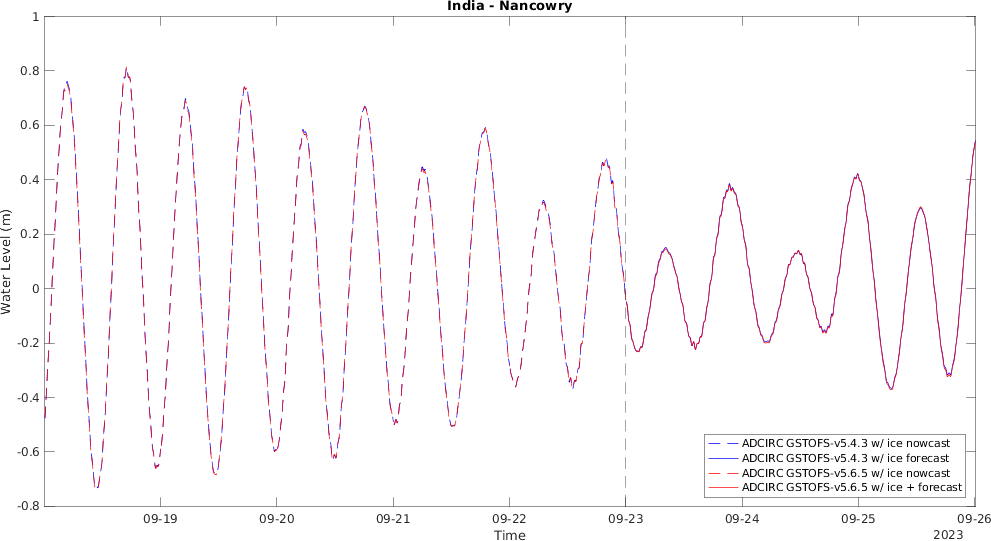 India - Nancowry
1
0.8
0.6
0.4
0.2
0
-0.2
-0.4
-0.6
-0.8
Water Level (m)
ADCIRC GSTOFS-v5.4.3 w/ ice nowcast
ADCIRC GSTOFS-v5.4.3 w/ ice forecast
ADCIRC GSTOFS-v5.6.5 w/ ice nowcast
ADCIRC GSTOFS-v5.6.5 w/ ice + forecast
09-19 09-20 09-21 09-22 09-23 09-24 09-25 09-26
Time
2023